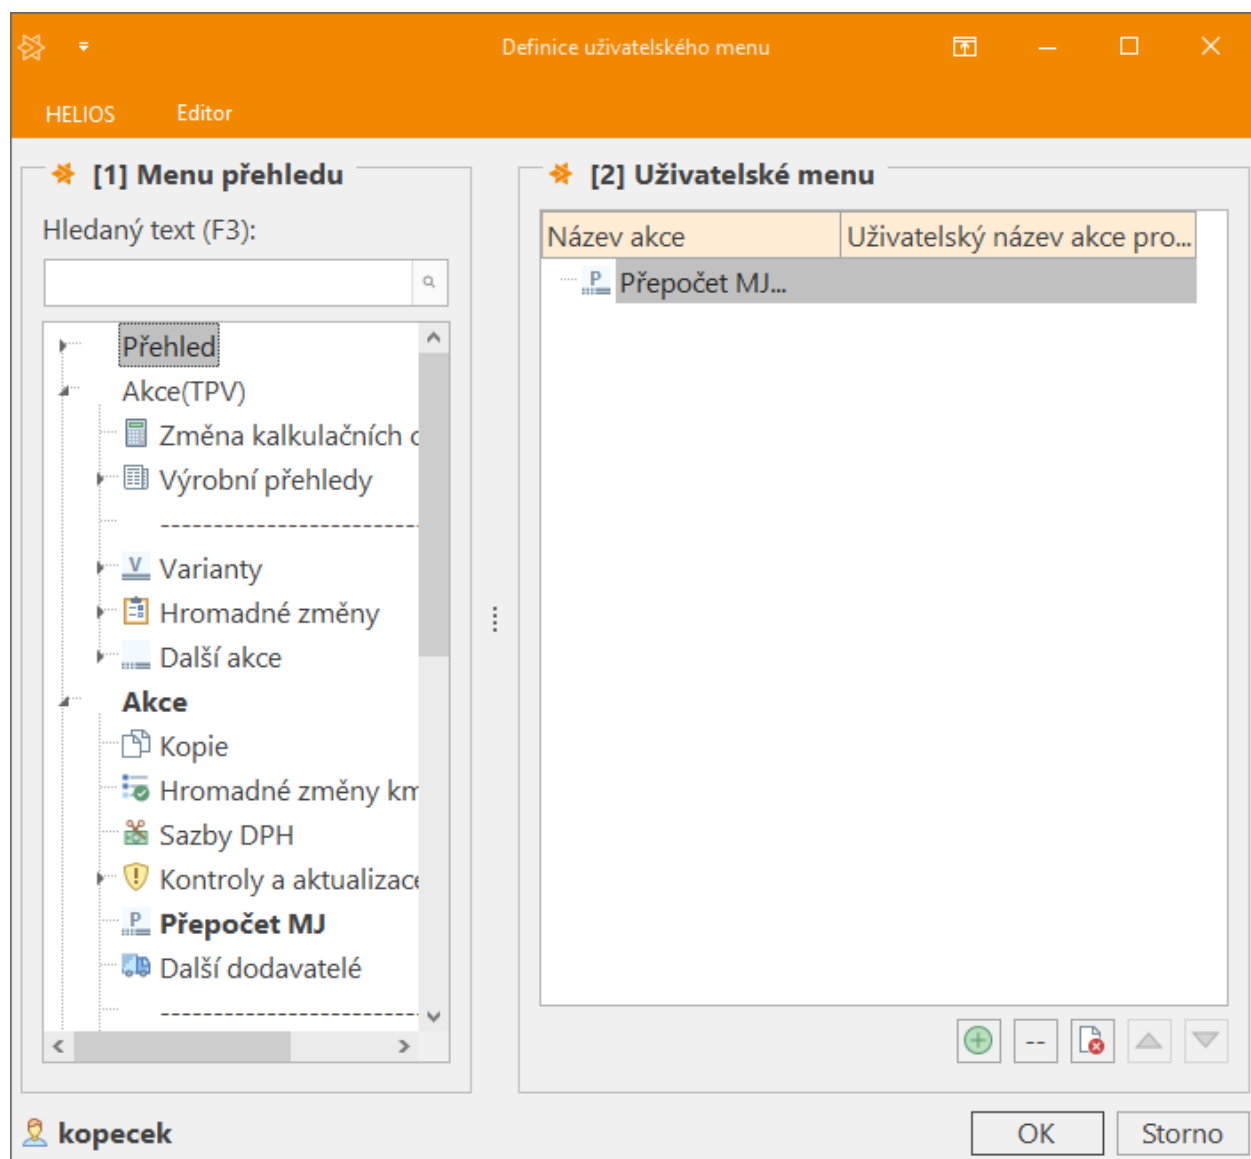 Definice uživatelského menu
HELIOS Editor
[1] Menu přehledu
Hledaný text (F3):
Přehled
Akce(TPV)
Změna kalkulačních
Výrobní přehledy
--------------------------
V Varianty
Hromadné změny
Další akce
Akce
Kopie
Hromadné změny km
Sazby DPH
Kontroly a aktualizace
P Přepočet MJ
Další dodavatelé
--------------------------
[2] Uživatelské menu
Název akce Uživatelský název akce pro...
P Přepočet MJ...
--
kopecek
OK Storno